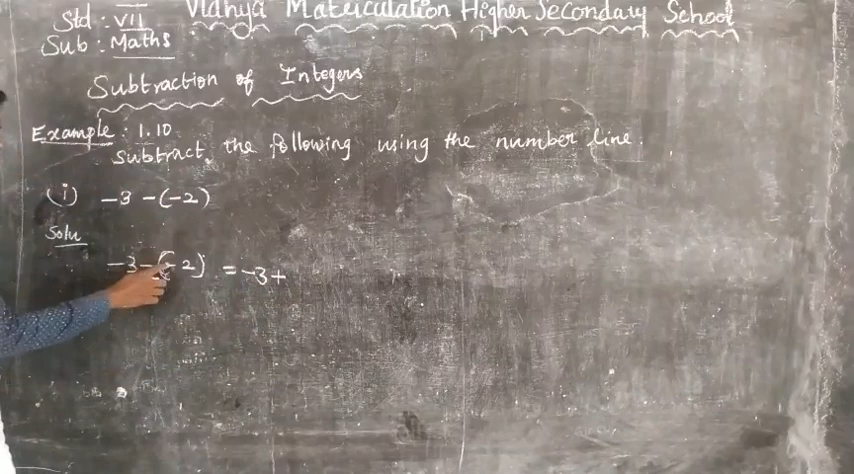 Std : VII Vidhya Matriculation Higher Secondary School
Sub : Maths
Subtraction of Integers
Example : 1.10
Subtract, the following using the number line.
(i) -3 -(-2)
Solu
-3-(-2) = -3+